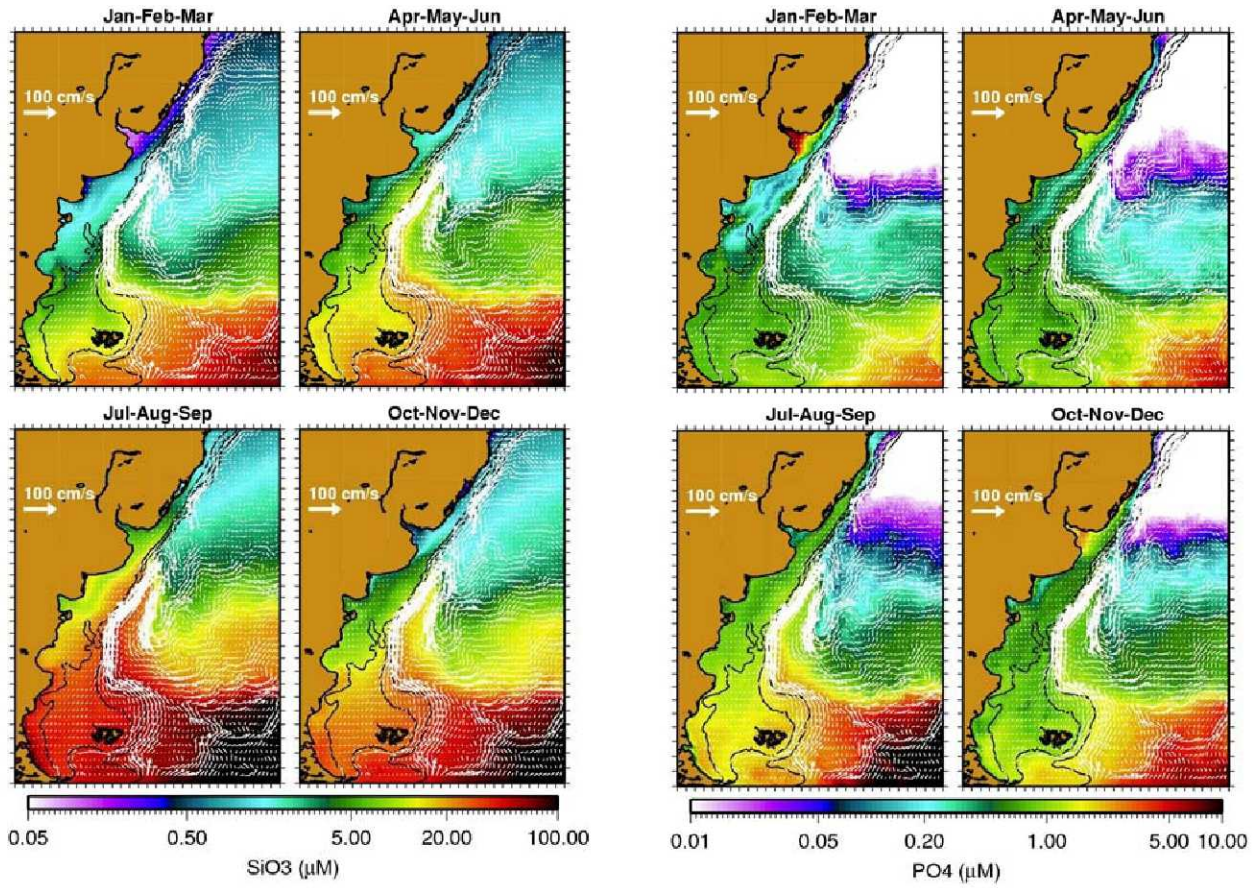 Jan-Feb-Mar Apr-May-Jun Jan-Feb-Mar Apr-May-Jun
100 cm/s 100 cm/s 100 cm/s 100 cm/s
Jul-Aug-Sep Oct-Nov-Dec Jul-Aug-Sep Oct-Nov-Dec
100 cm/s 100 cm/s 100 cm/s 100 cm/s
0.05 0.50 5.00 20.00 100.00 0.01 0.05 0.20 1.00 5.00 10.00
SiO3 (μM) PO4 (μM)